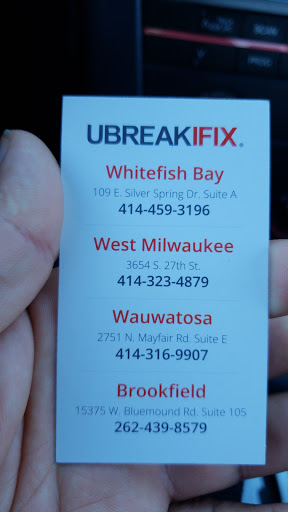 UBREAKIFIX®
Whitefish Bay
109 E. Silver Spring Dr. Suite A
414-459-3196
West Milwaukee
3654 S. 27th St.
414-323-4879
Wauwatosa
2751 N. Mayfair Rd. Suite E
414-316-9907
Brookfield
15375 W. Bluemound Rd. Suite 105
262-439-8579